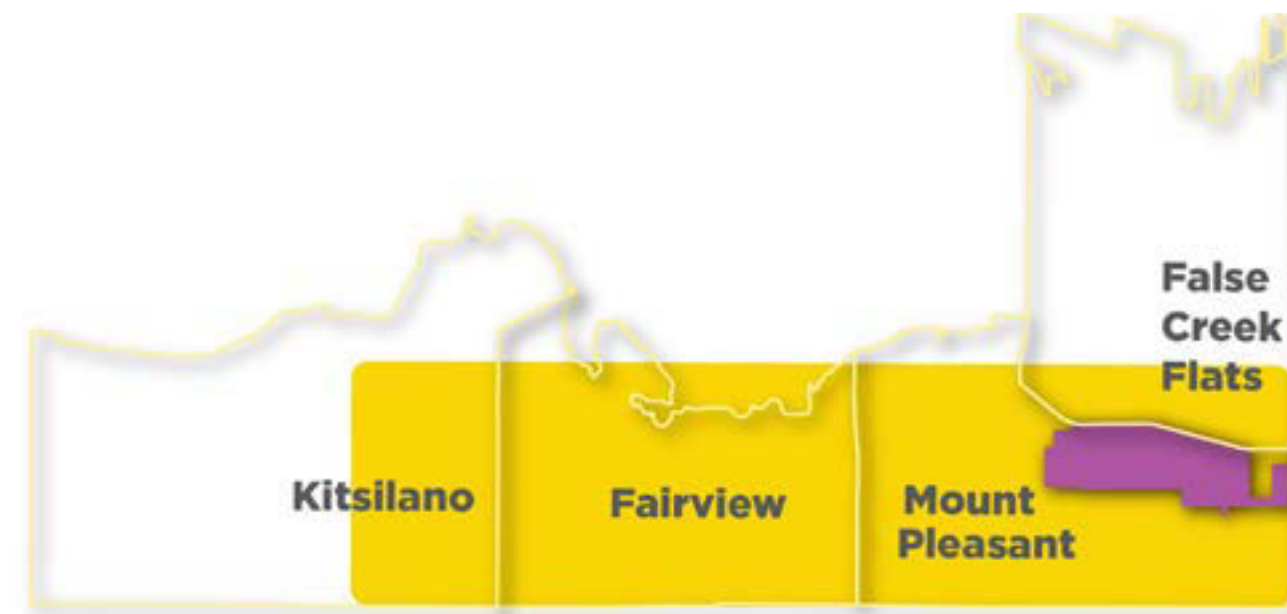 False
Creek
Flats
Kitsilano
Fairview
Mount
Pleasant